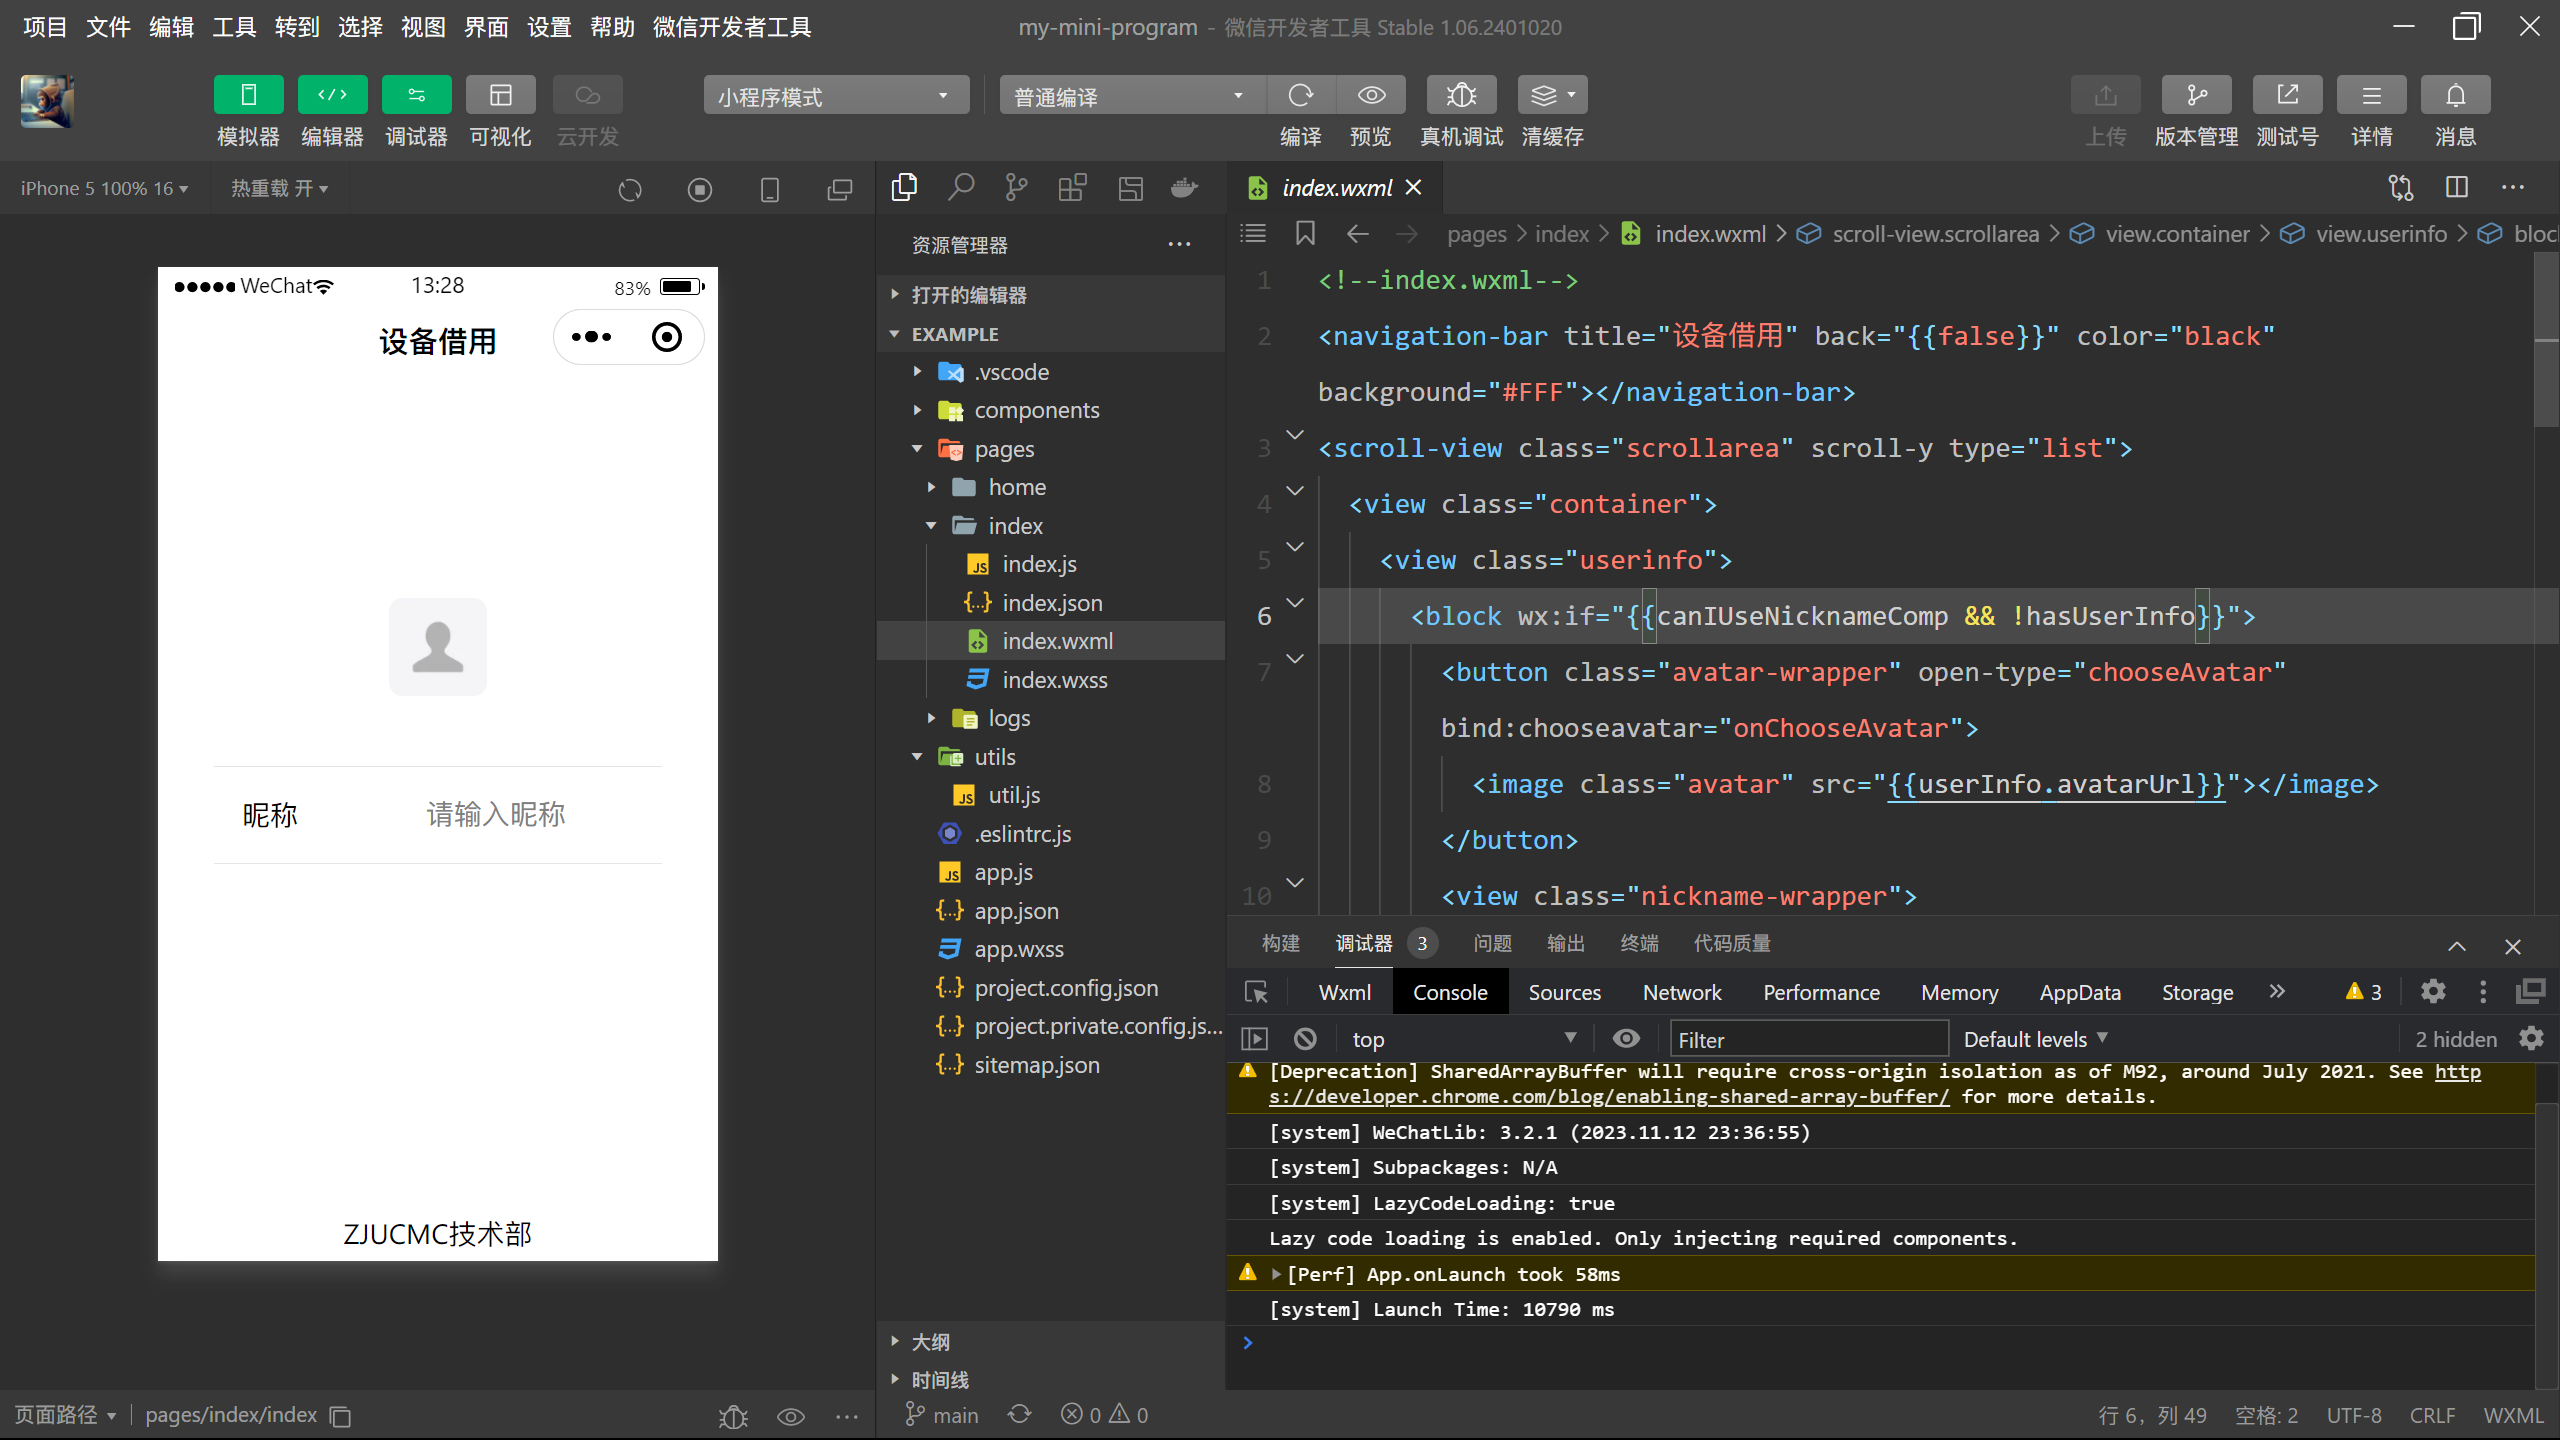 项目 文件 编辑 工具 转到 选择 视图 界面 设置 帮助 微信开发者工具
my-mini-program - 微信开发者工具 Stable 1.06.2401020
小程序模式
普通编译
模拟器 编辑器 调试器 可视化 云开发
编译 预览 真机调试 清缓存
上传 版本管理 测试号 详情 消息
iPhone 5 100% 16
热重载 开
WeChat
13:28
83%
设备借用
昵称
请输入昵称
ZJUCMC技术部
页面路径
pages/index/index
资源管理器
打开的编辑器
EXAMPLE
.vscode
components
pages
home
index
index.js
index.json
index.wxml
index.wxss
logs
utils
util.js
.eslintrc.js
app.js
app.json
app.wxss
project.config.json
project.private.config.js...
sitemap.json
大纲
时间线
main
0
0
index.wxml
pages > index > index.wxml > scroll-view.scrollarea > view.container > view.userinfo > bloc
1 <!--index.wxml-->
2 <navigation-bar title="设备借用" back="{{false}}" color="black"
background="#FFF"></navigation-bar>
3 <scroll-view class="scrollarea" scroll-y type="list">
4 <view class="container">
5 <view class="userinfo">
6 <block wx:if="{{canIUseNicknameComp && !hasUserInfo}}">
7 <button class="avatar-wrapper" open-type="chooseAvatar"
bind:chooseavatar="onChooseAvatar">
8 <image class="avatar" src="{{userInfo.avatarUrl}}"></image>
9 </button>
10 <view class="nickname-wrapper">
构建 调试器 3 问题 输出 终端 代码质量
Wxml Console Sources Network Performance Memory AppData Storage 3
top
Filter
Default levels
2 hidden
[Deprecation] SharedArrayBuffer will require cross-origin isolation as of M92, around July 2021. See http
s://developer.chrome.com/blog/enabling-shared-array-buffer/ for more details.
[system] WeChatLib: 3.2.1 (2023.11.12 23:36:55)
[system] Subpackages: N/A
[system] LazyCodeLoading: true
Lazy code loading is enabled. Only injecting required components.
[Perf] App.onLaunch took 58ms
[system] Launch Time: 10790 ms
行 6，列 49 空格: 2 UTF-8 CRLF WXML